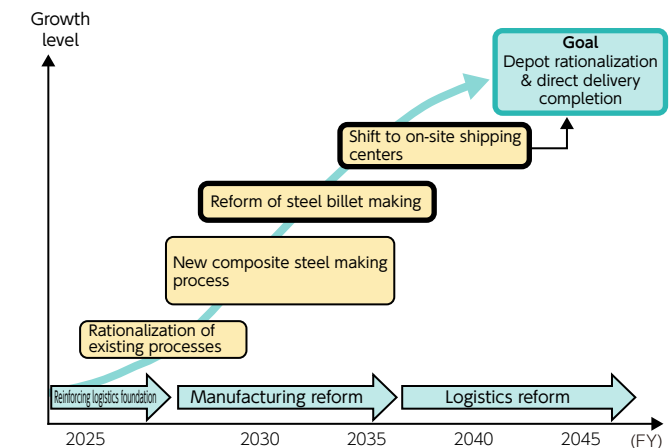 Growth
level
Goal
Depot rationalization
& direct delivery
completion
Shift to on-site shipping
centers
Reform of steel billet making
New composite steel making
process
Rationalization of
existing processes
Reinforcing logistics foundation
Manufacturing reform
Logistics reform
2025
2030
2035
2040
2045
(FY)